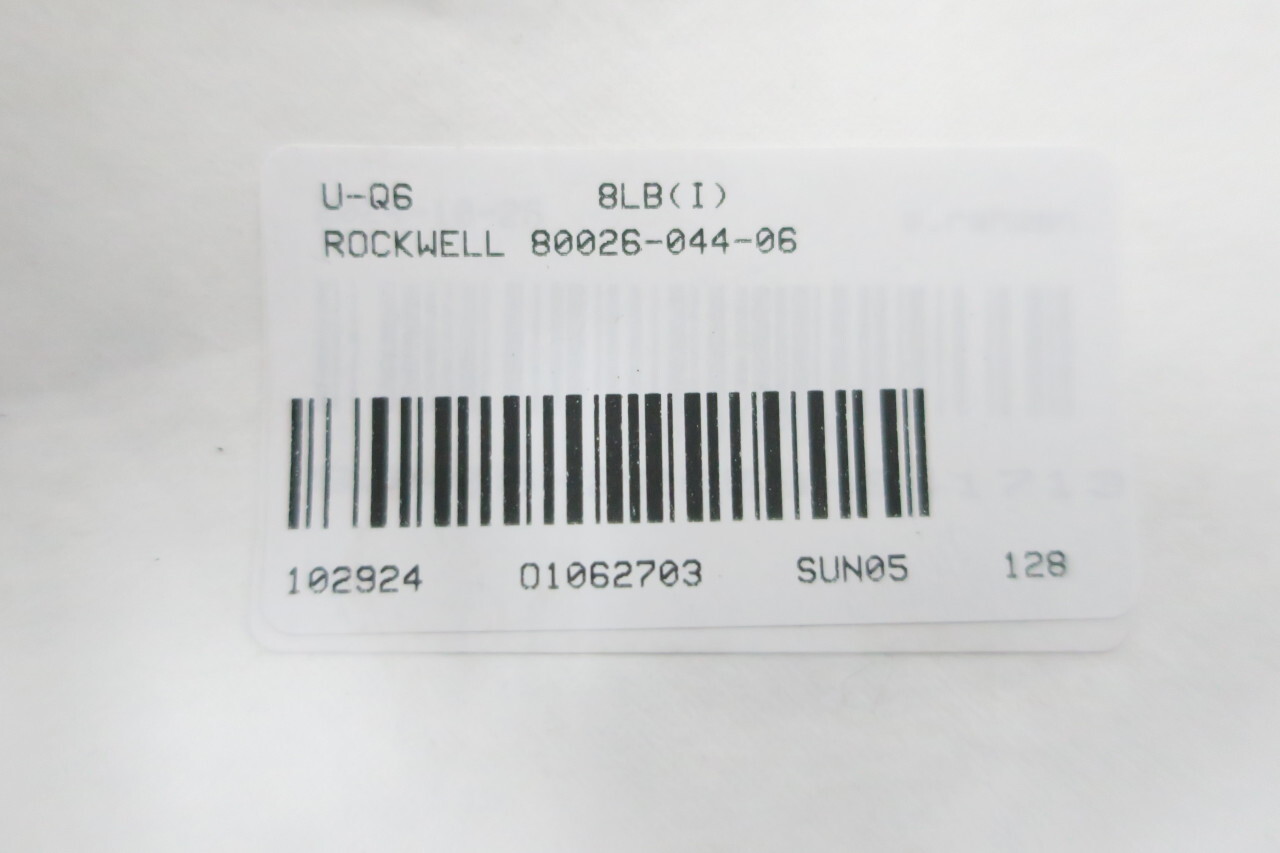 U-Q6 8LB(I)
ROCKWELL 80026-044-06
102924 01062703 SUN05 128